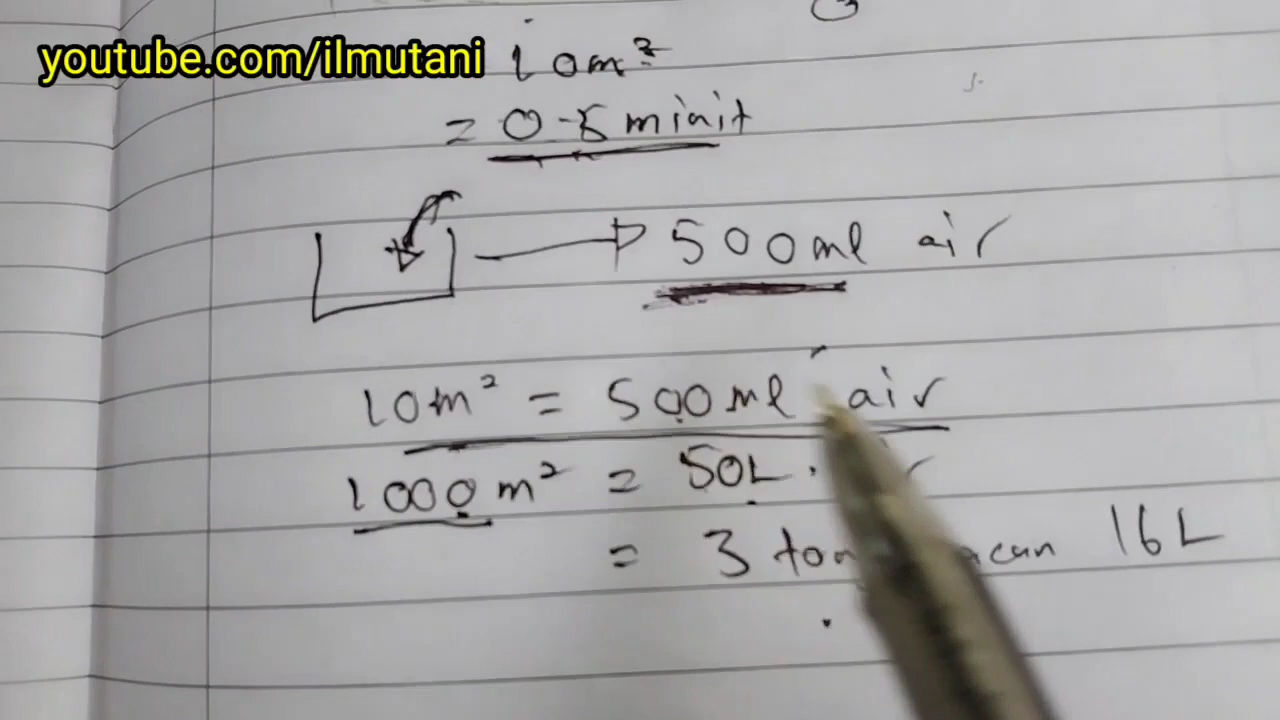 youtube.com/ilmutani
10m²
= 0.5 minit
500ml air
10m² = 500ml air
1000m² = 50L
= 3 16L